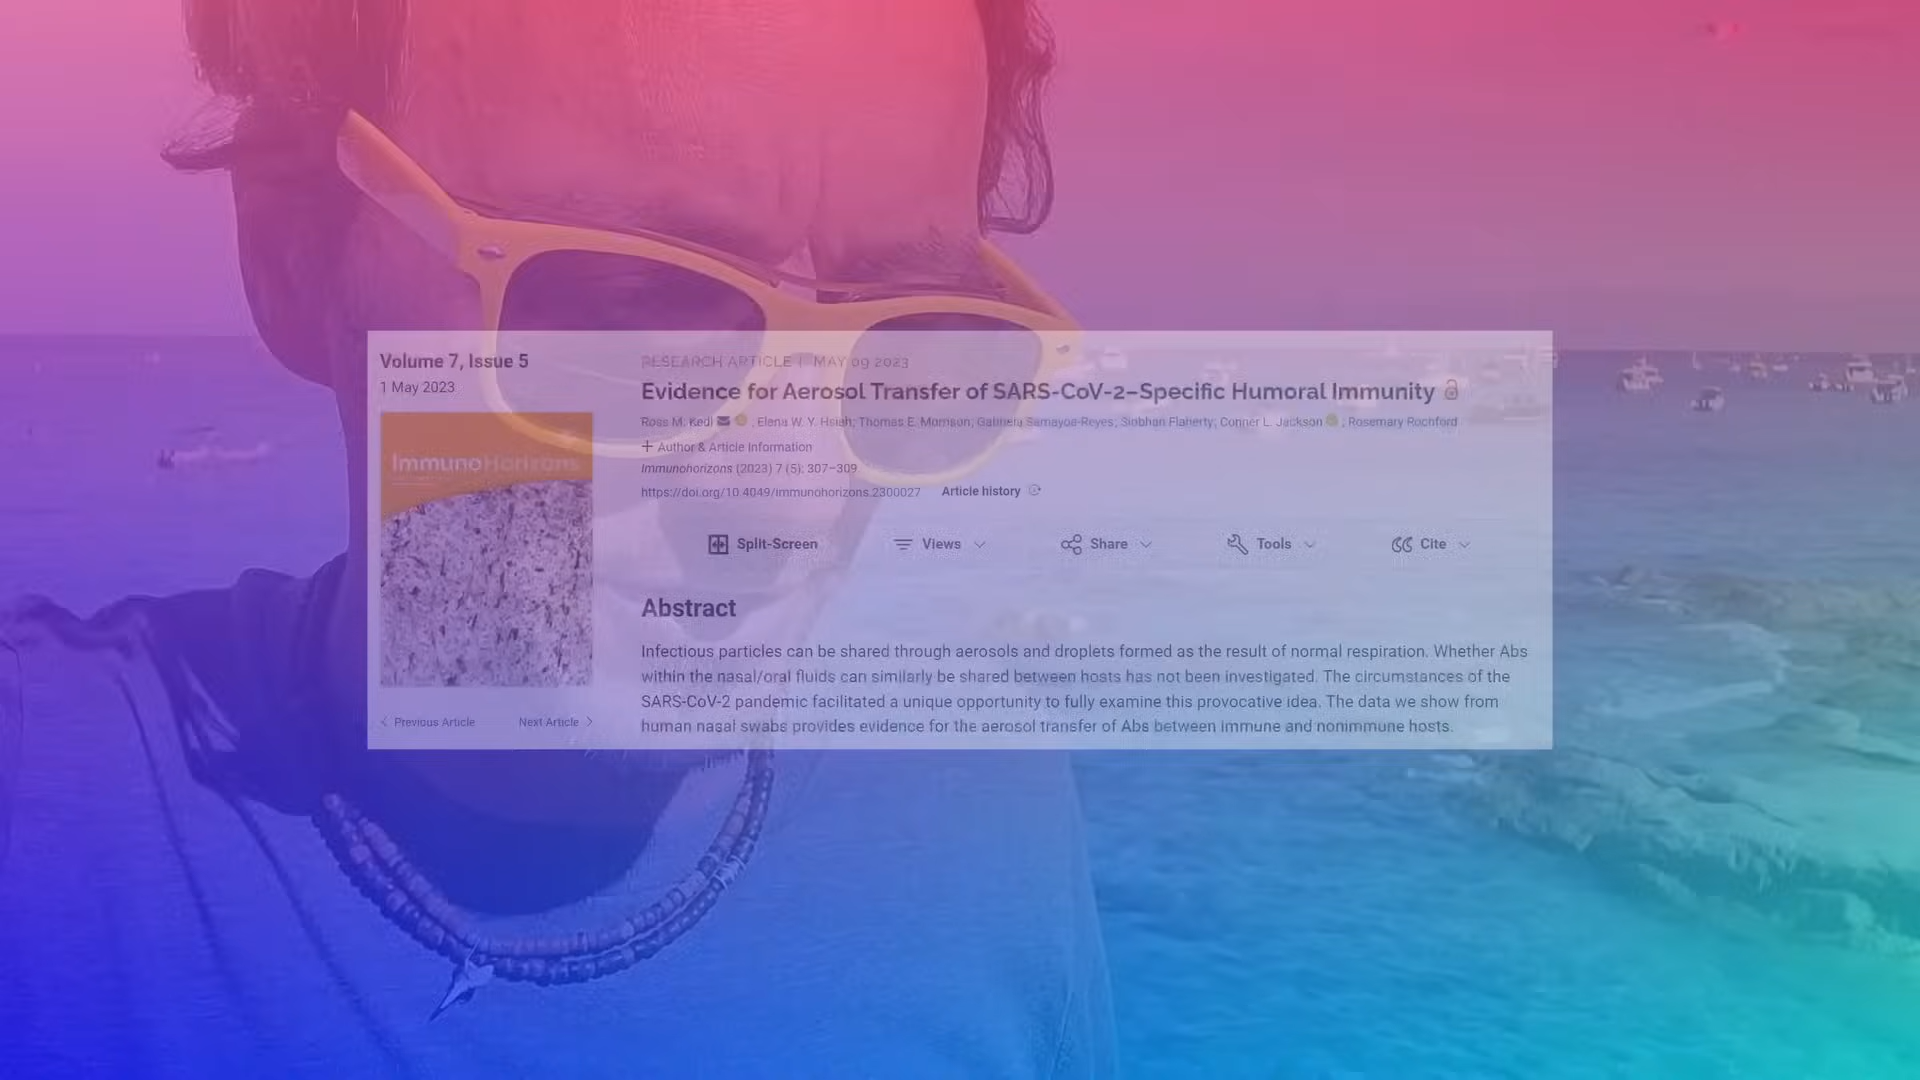 Volume 7, Issue 5
1 May 2023
ImmunoHorizons
Previous Article
Next Article
RESEARCH ARTICLE | MAY 09 2023
Evidence for Aerosol Transfer of SARS-CoV-2–Specific Humoral Immunity
Ross M. Kedl; Elena W. Y. Hsieh; Thomas E. Morrison; Gabriela Samayoa-Reyes; Siobhan Flaherty; Conner L. Jackson; Rosemary Rochford
+ Author & Article Information
Immunohorizons (2023) 7 (5): 307–309
https://doi.org/10.4049/immunohorizons.2300027 Article history
Split-Screen Views Share Tools Cite
Abstract
Infectious particles can be shared through aerosols and droplets formed as the result of normal respiration. Whether Abs
within the nasal/oral fluids can similarly be shared between hosts has not been investigated. The circumstances of the
SARS-CoV-2 pandemic facilitated a unique opportunity to fully examine this provocative idea. The data we show from
human nasal swabs provides evidence for the aerosol transfer of Abs between immune and nonimmune hosts.